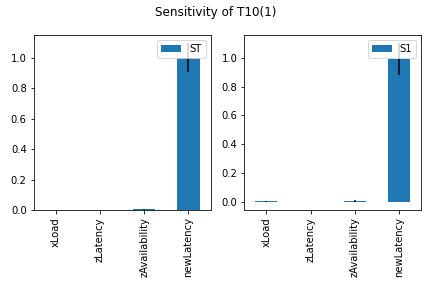 Sensitivity of T10(1)
ST
1.0
0.8
0.6
0.4
0.2
0.0
xLoad
zLatency
zAvailability
newLatency
S1
1.0
0.8
0.6
0.4
0.2
0.0
xLoad
zLatency
zAvailability
newLatency